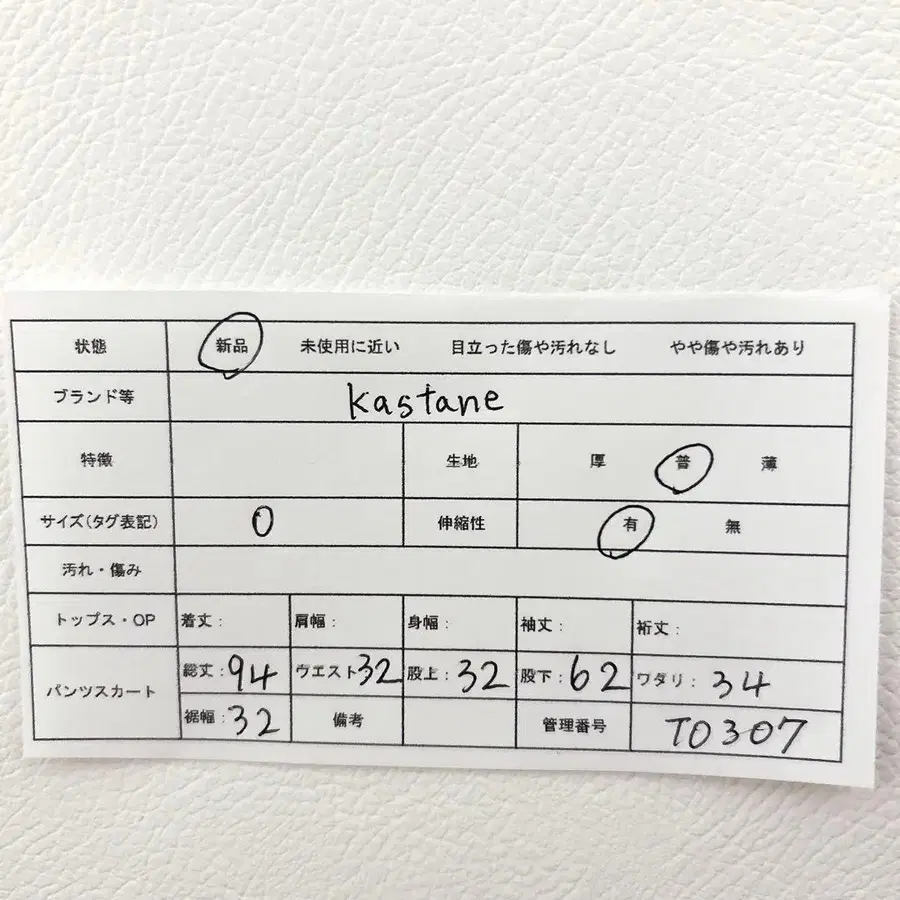 状態 新品 未使用に近い 目立った傷や汚れなし やや傷や汚れあり
ブランド等 kastane
特徴 生地 厚 普 薄
サイズ(タグ表記) 0 伸縮性 有 無
汚れ・傷み
トップス・OP 着丈: 肩幅: 身幅: 袖丈: 裄丈:
パンツスカート 総丈:94 ウエスト32 股上:32 股下:62 ワタリ:34
裾幅:32 備考 管理番号 T0307